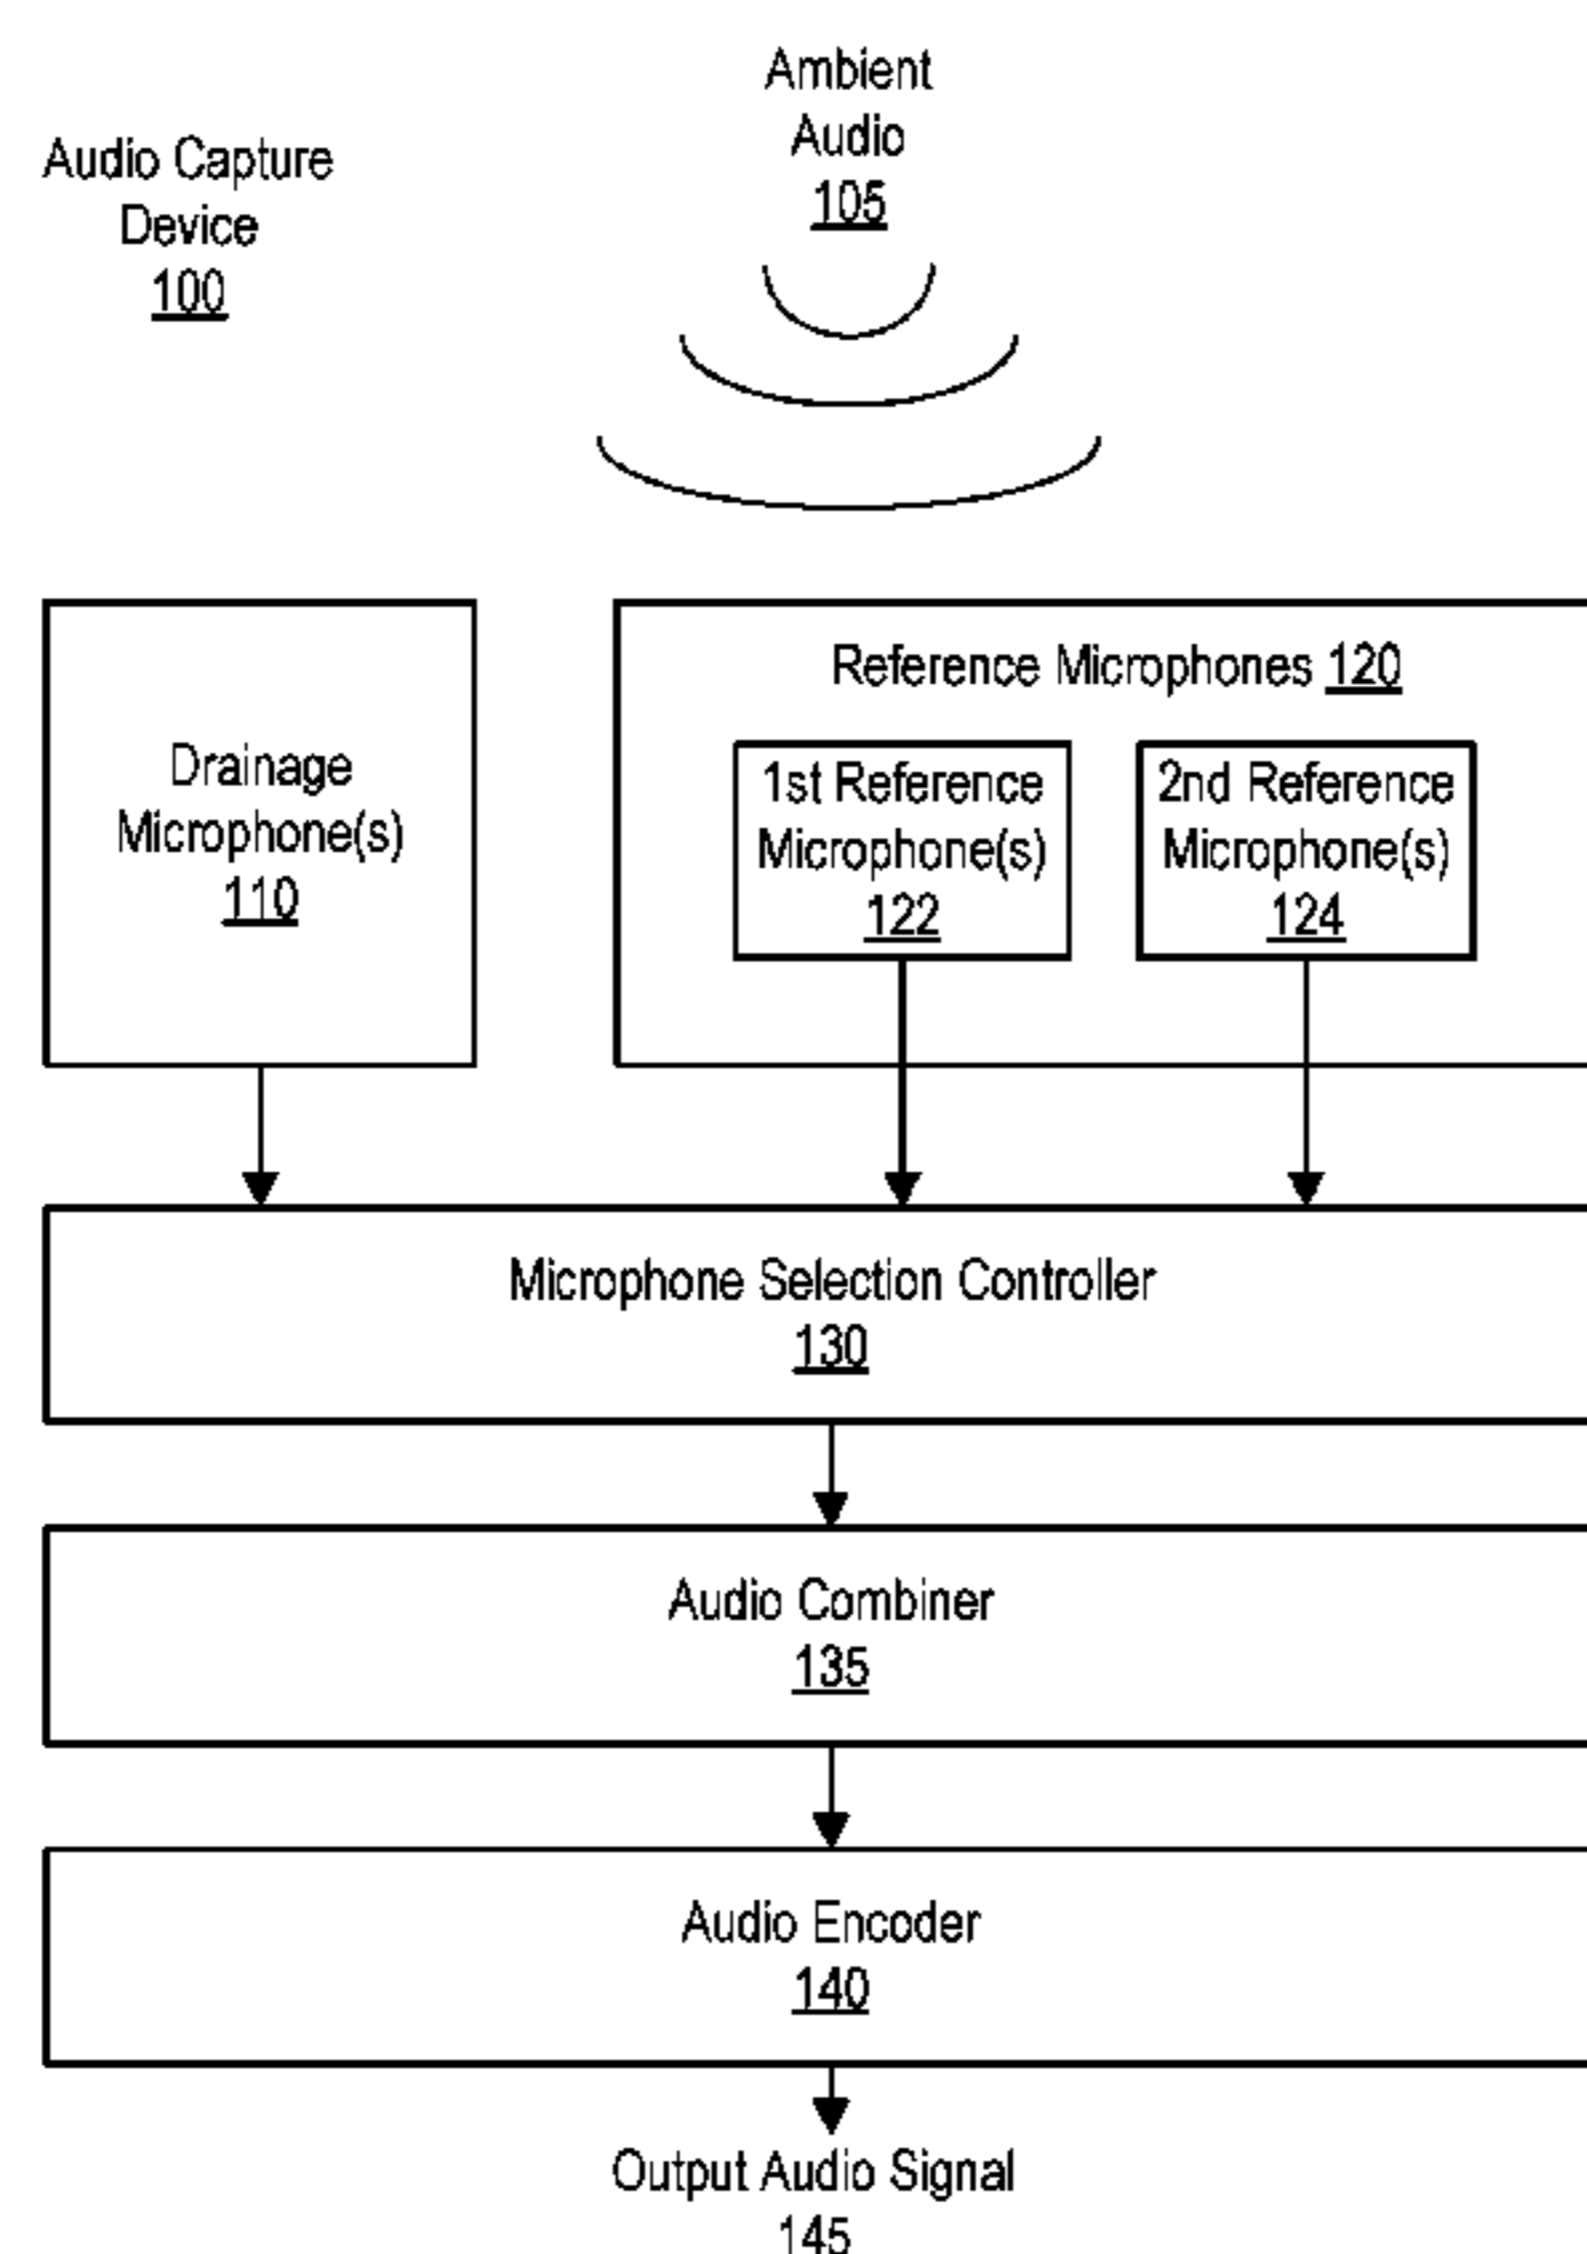 Ambient
Audio
105
Audio Capture
Device
100
Reference Microphones 120
Drainage
Microphone(s)
110
1st Reference
Microphone(s)
122
2nd Reference
Microphone(s)
124
Microphone Selection Controller
130
Audio Combiner
135
Audio Encoder
140
Output Audio Signal
145